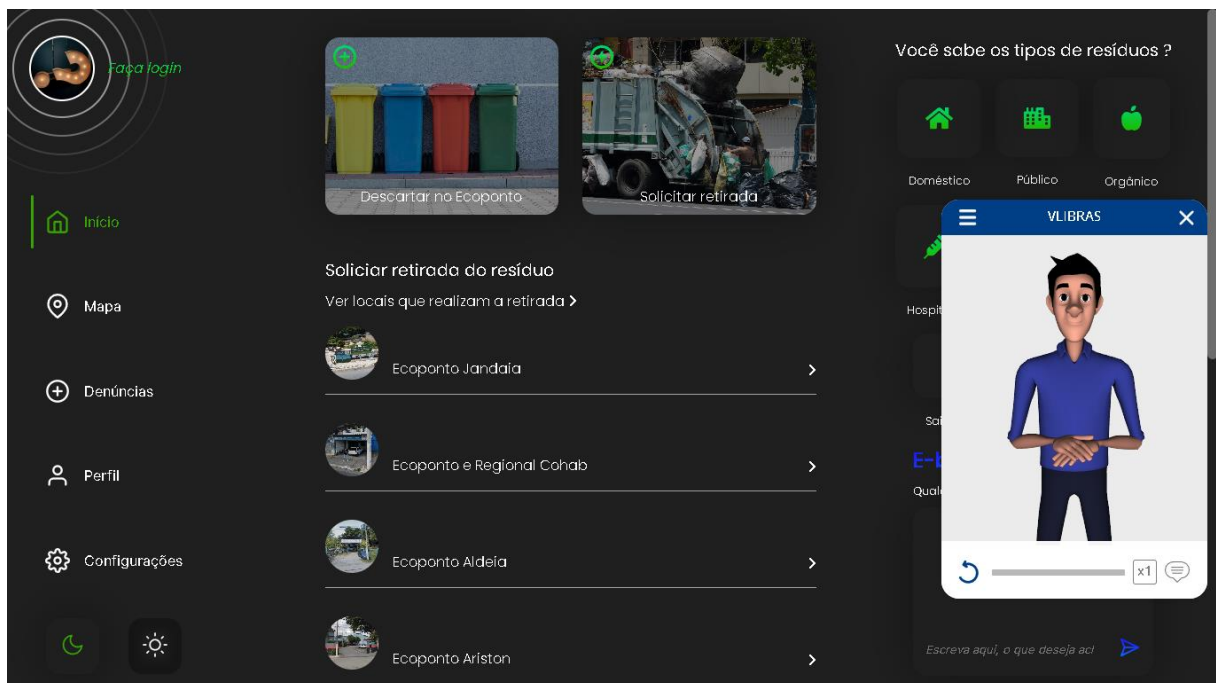 Faça login
Início
Mapa
Denúncias
Perfil
Configurações
Descartar no Ecoponto
Solicitar retirada
Soliciar retirada do resíduo
Ver locais que realizam a retirada >
Ecoponto Jandaia
Ecoponto e Regional Cohab
Ecoponto Aldeia
Ecoponto Ariston
Você sabe os tipos de resíduos ?
Doméstico
Público
Orgânico
VLIBRAS
x1
Escreva aqui, o que deseja